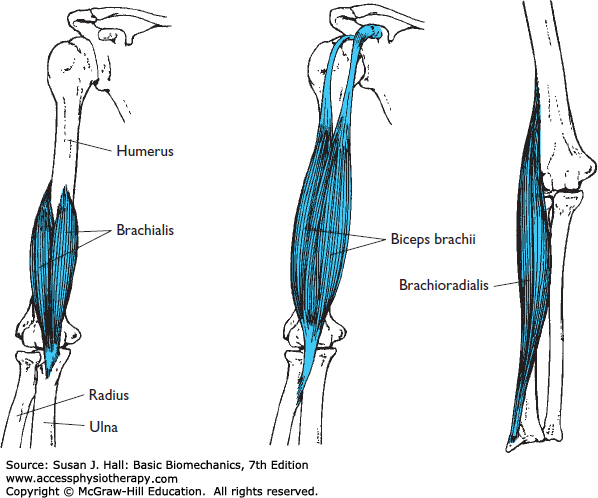 Humerus
Brachialis
Radius
Ulna
Biceps brachii
Brachioradialis
Source: Susan J. Hall: Basic Biomechanics, 7th Edition
www.accessphysiotherapy.com
Copyright © McGraw-Hill Education. All rights reserved.